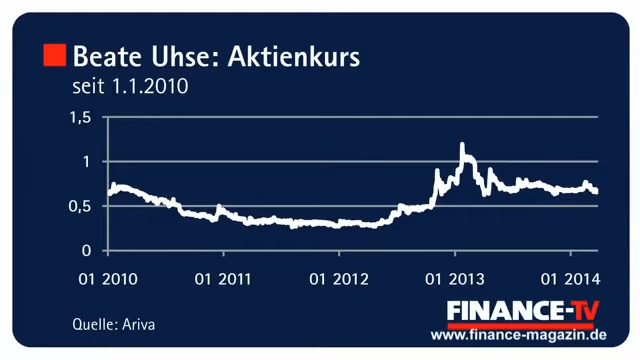 Beate Uhse: Aktienkurs
seit 1.1.2010
1,5
1
0,5
0
01 2010 01 2011 01 2012 01 2013 01 2014
Quelle: Ariva
FINANCE-TV
www.finance-magazin.de